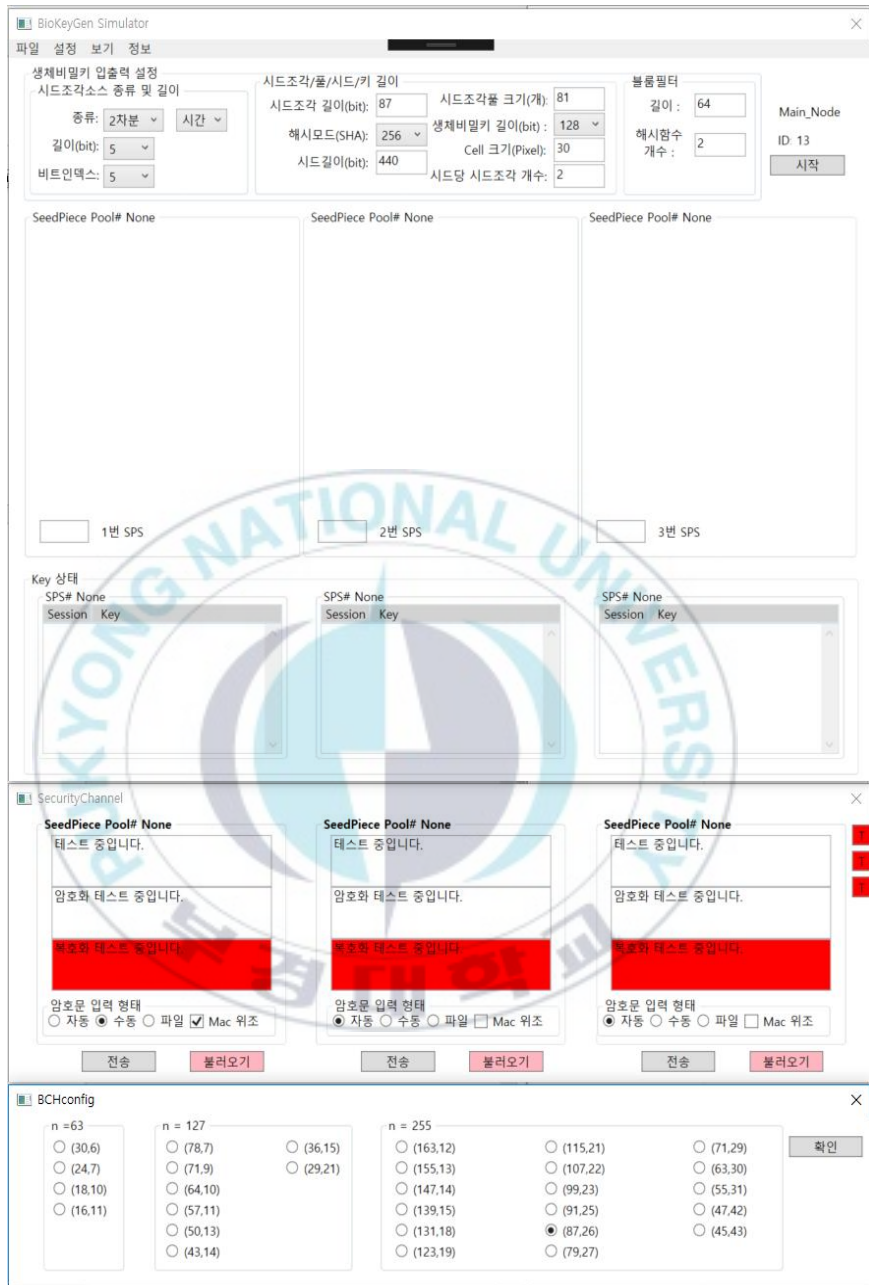 BioKeyGen Simulator
파일 설정 보기 정보
생체비밀키 입출력 설정
시드조각소스 종류 및 길이
종류: 2차분 시간
길이(bit): 5
비트인덱스: 5
시드조각/풀/시드/키 길이
시드조각 길이(bit): 87
해시모드(SHA): 256
시드길이(bit): 440
시드조각풀 크기(개): 81
생체비밀키 길이(bit) : 128
Cell 크기(Pixel): 30
시드당 시드조각 개수: 2
블룸필터
길이 : 64
해시함수
개수 : 2
Main_Node
ID: 13
시작
SeedPiece Pool# None
SeedPiece Pool# None
SeedPiece Pool# None
1번 SPS
2번 SPS
3번 SPS
Key 상태
SPS# None
Session Key
SPS# None
Session Key
SPS# None
Session Key
SecurityChannel
SeedPiece Pool# None
테스트 중입니다.
암호화 테스트 중입니다.
복호화 테스트 중입니다.
암호문 입력 형태
자동 수동 파일 Mac 위조
전송 불러오기
SeedPiece Pool# None
테스트 중입니다.
암호화 테스트 중입니다.
복호화 테스트 중입니다.
암호문 입력 형태
자동 수동 파일 Mac 위조
전송 불러오기
SeedPiece Pool# None
테스트 중입니다.
암호화 테스트 중입니다.
복호화 테스트 중입니다.
암호문 입력 형태
자동 수동 파일 Mac 위조
전송 불러오기
T
T
T
BCHconfig
n =63
(30,6)
(24,7)
(18,10)
(16,11)
n = 127
(78,7)
(71,9)
(64,10)
(57,11)
(50,13)
(43,14)
(36,15)
(29,21)
n = 255
(163,12)
(155,13)
(147,14)
(139,15)
(131,18)
(123,19)
(115,21)
(107,22)
(99,23)
(91,25)
(87,26)
(79,27)
(71,29)
(63,30)
(55,31)
(47,42)
(45,43)
확인
PUKYONG NATIONAL UNIVERSITY
부경대학교